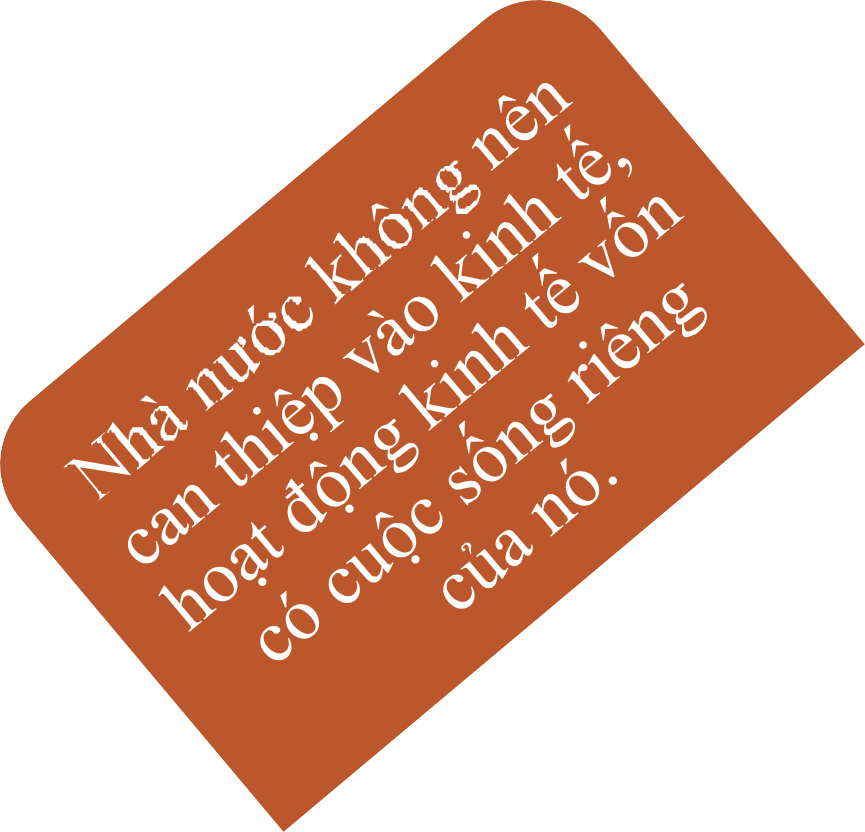 Nhà nước không nên
can thiệp vào kinh tế,
hoạt động kinh tế vốn
có cuộc sống riêng
của nó.